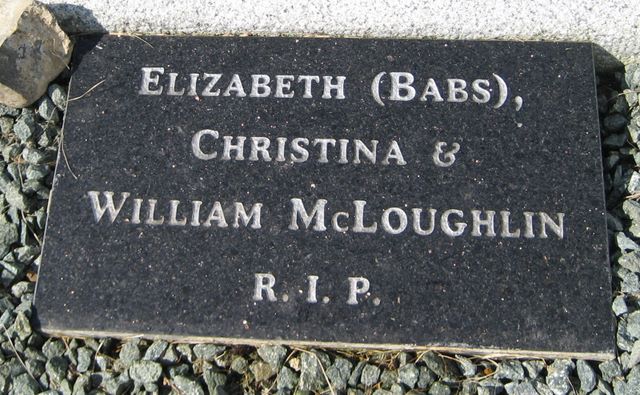 Elizabeth (Babs),
Christina &
William McLoughlin
R. I. P.